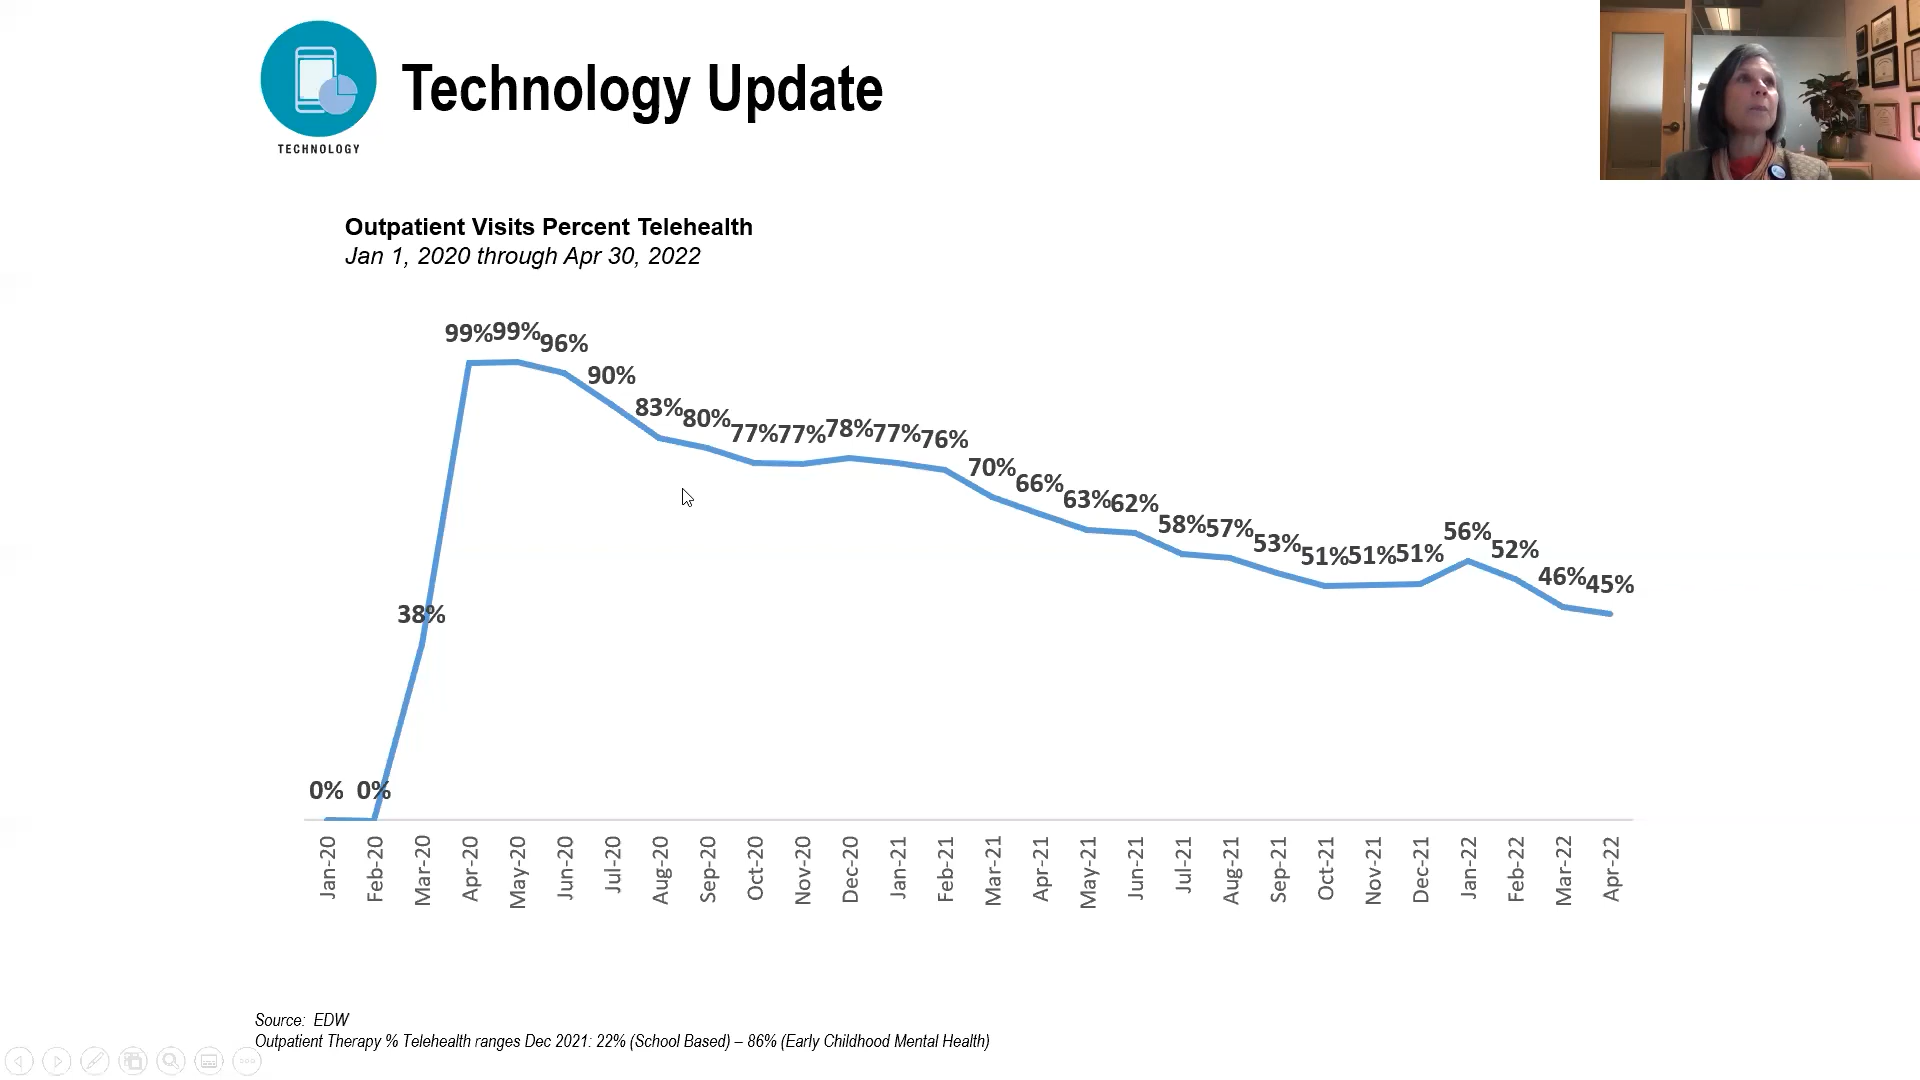 Technology Update
TECHNOLOGY
Outpatient Visits Percent Telehealth
Jan 1, 2020 through Apr 30, 2022
0% 0% 38% 99% 99% 96% 90% 83% 80% 77% 77% 78% 77% 76% 70% 66% 63% 62% 58% 57% 53% 51% 51% 51% 56% 52% 46% 45%
Jan-20 Feb-20 Mar-20 Apr-20 May-20 Jun-20 Jul-20 Aug-20 Sep-20 Oct-20 Nov-20 Dec-20 Jan-21 Feb-21 Mar-21 Apr-21 May-21 Jun-21 Jul-21 Aug-21 Sep-21 Oct-21 Nov-21 Dec-21 Jan-22 Feb-22 Mar-22 Apr-22
Source: EDW
Outpatient Therapy % Telehealth ranges Dec 2021: 22% (School Based) – 86% (Early Childhood Mental Health)